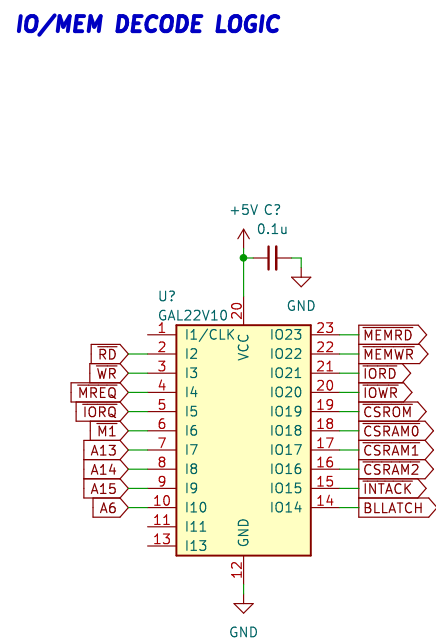 IO/MEM DECODE LOGIC
+5V C?
0.1u
GND
U?
GAL22V10
20
VCC
1 I1/CLK IO23 23 MEMRD
RD 2 I2 IO22 22 MEMWR
WR 3 I3 IO21 21 IORD
MREQ 4 I4 IO20 20 IOWR
IORQ 5 I5 IO19 19 CSROM
M1 6 I6 IO18 18 CSRAM0
A13 7 I7 IO17 17 CSRAM1
A14 8 I8 IO16 16 CSRAM2
A15 9 I9 IO15 15 INTACK
A6 10 I10 IO14 14 BLLATCH
11 I11
13 I13
GND
12
GND